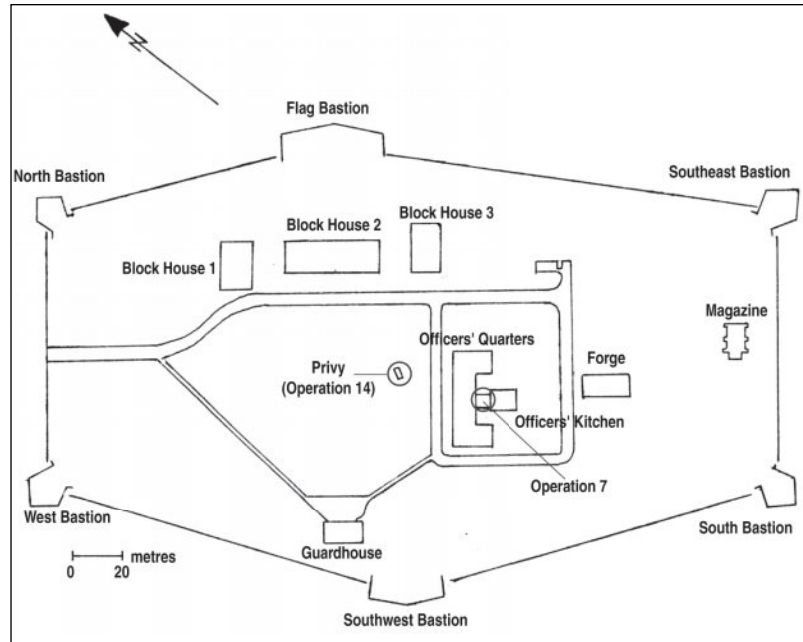 N
Flag Bastion
North Bastion
Southeast Bastion
Block House 3
Block House 2
Block House 1
Magazine
Officers' Quarters
Privy
(Operation 14)
Forge
Officers' Kitchen
Operation 7
West Bastion
South Bastion
metres
0 20
Guardhouse
Southwest Bastion